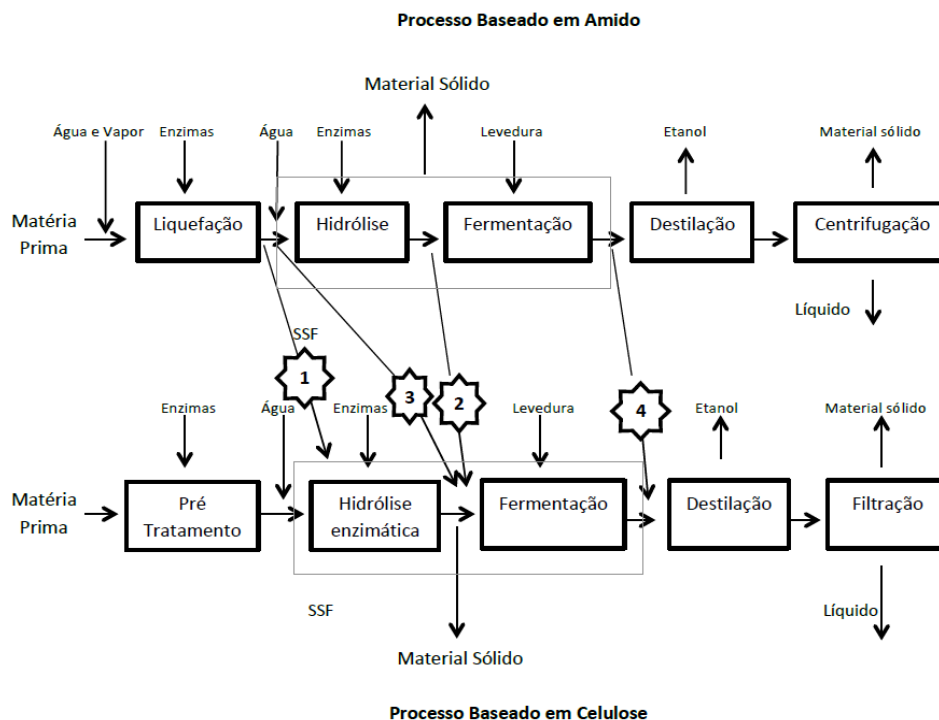 Processo Baseado em Amido
Material Sólido
Água e Vapor
Enzimas
Água
Enzimas
Levedura
Etanol
Material sólido
Matéria
Prima
Liquefação
Hidrólise
Fermentação
Destilação
Centrifugação
Líquido
SSF
1
3
2
4
Enzimas
Água
Enzimas
Levedura
Etanol
Material sólido
Matéria
Prima
Pré
Tratamento
Hidrólise
enzimática
Fermentação
Destilação
Filtração
SSF
Líquido
Material Sólido
Processo Baseado em Celulose